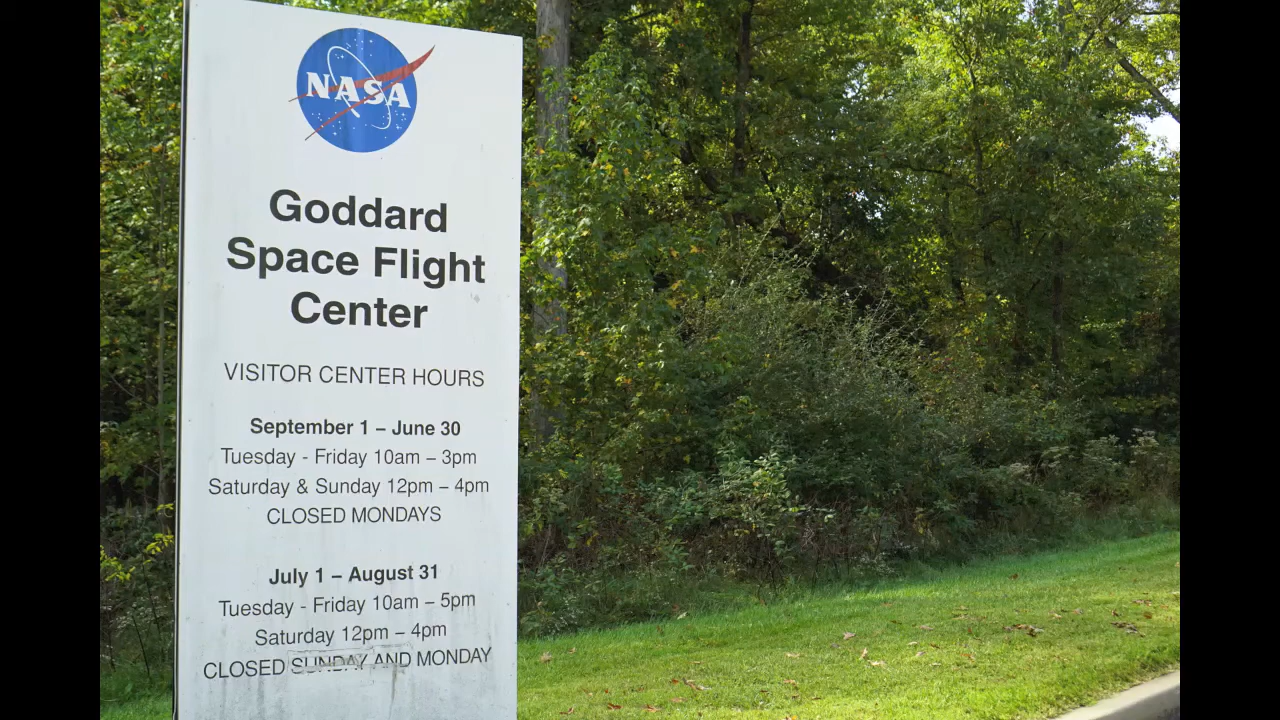 NASA
Goddard
Space Flight
Center
VISITOR CENTER HOURS
September 1 – June 30
Tuesday - Friday 10am – 3pm
Saturday & Sunday 12pm – 4pm
CLOSED MONDAYS
July 1 – August 31
Tuesday - Friday 10am – 5pm
Saturday 12pm – 4pm
CLOSED SUNDAY AND MONDAY